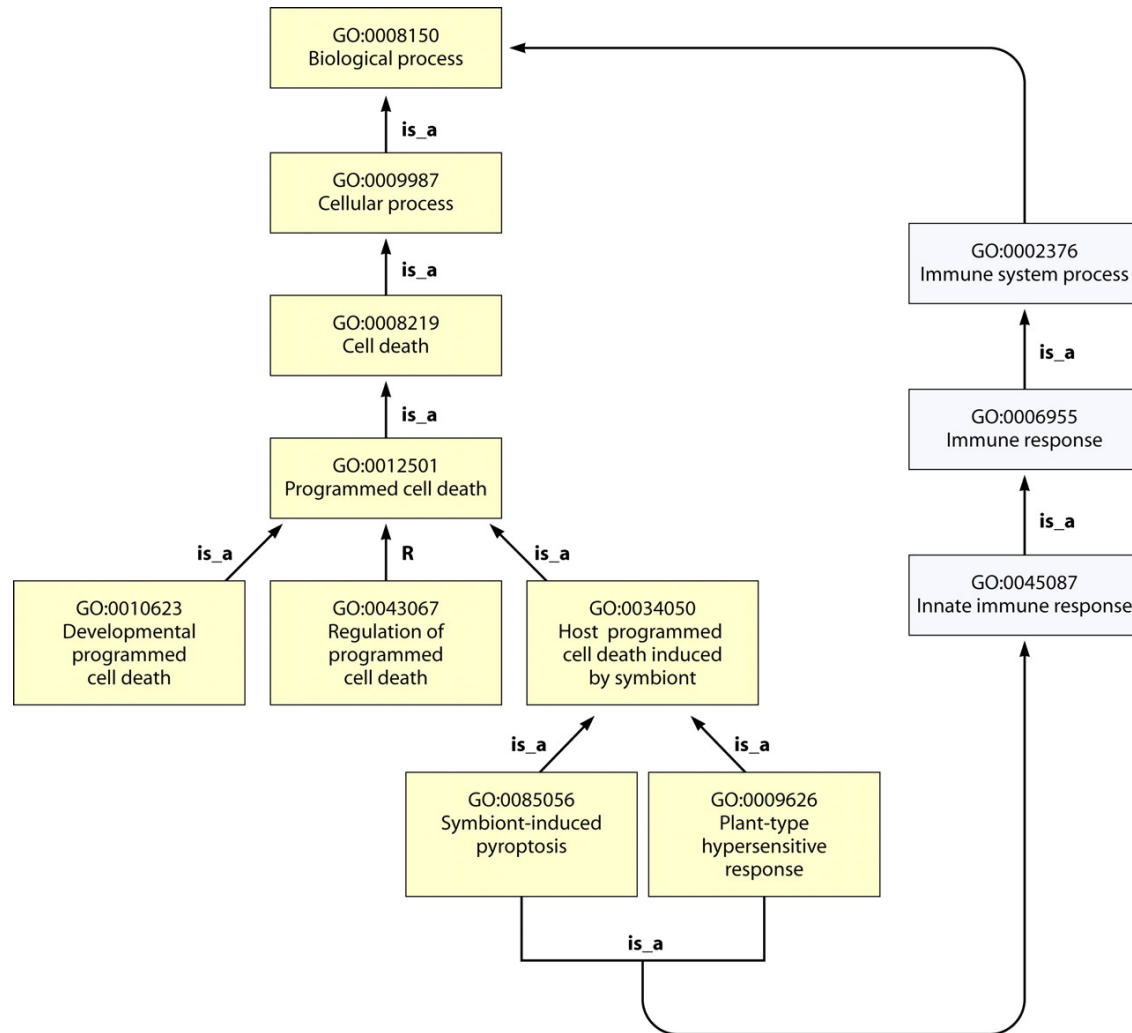 GO:0008150
Biological process
is_a
GO:0009987
Cellular process
is_a
GO:0008219
Cell death
is_a
GO:0012501
Programmed cell death
is_a
R
is_a
GO:0010623
Developmental
programmed
cell death
GO:0043067
Regulation of
programmed
cell death
GO:0034050
Host programmed
cell death induced
by symbiont
is_a
is_a
GO:0085056
Symbiont-induced
pyroptosis
GO:0009626
Plant-type
hypersensitive
response
is_a
GO:0002376
Immune system process
is_a
GO:0006955
Immune response
is_a
GO:0045087
Innate immune response